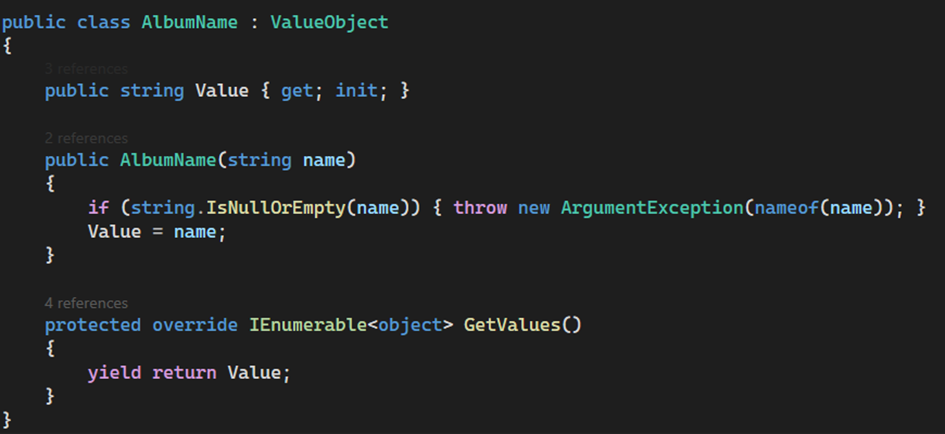 public class AlbumName : ValueObject
{
3 references
public string Value { get; init; }
2 references
public AlbumName(string name)
{
if (string.IsNullOrEmpty(name)) { throw new ArgumentException(nameof(name)); }
Value = name;
}
4 references
protected override IEnumerable<object> GetValues()
{
yield return Value;
}
}